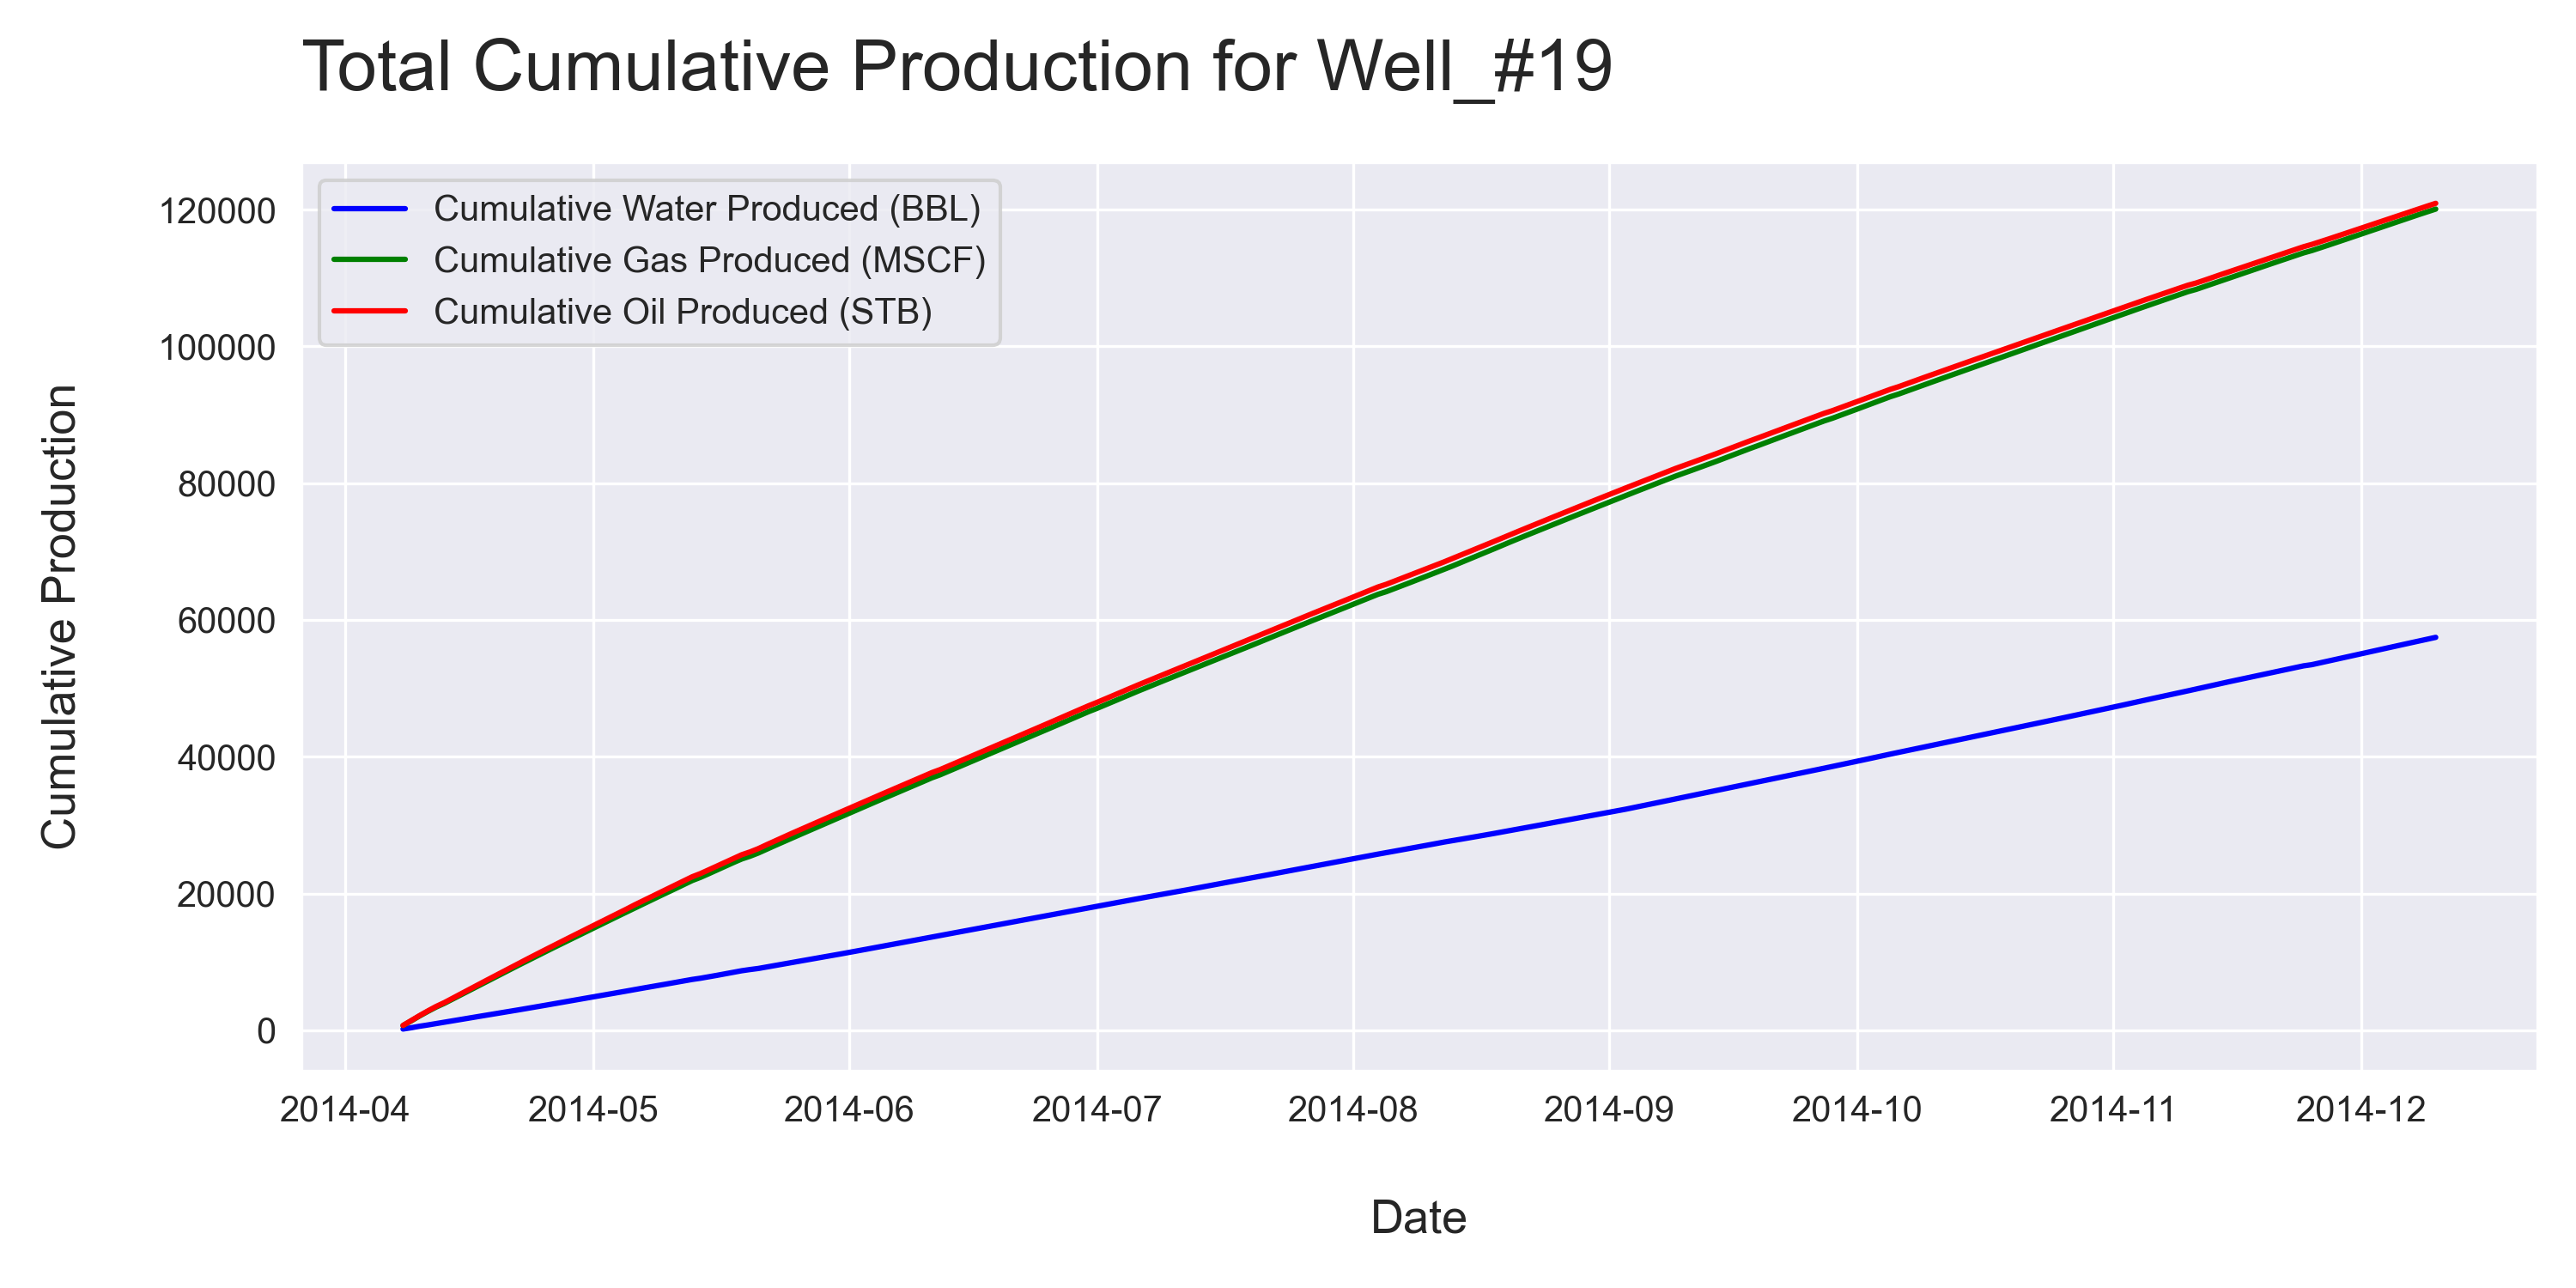 Total Cumulative Production for Well_#19
Cumulative Water Produced (BBL)
Cumulative Gas Produced (MSCF)
Cumulative Oil Produced (STB)
Cumulative Production
120000
100000
80000
60000
40000
20000
0
2014-04 2014-05 2014-06 2014-07 2014-08 2014-09 2014-10 2014-11 2014-12
Date